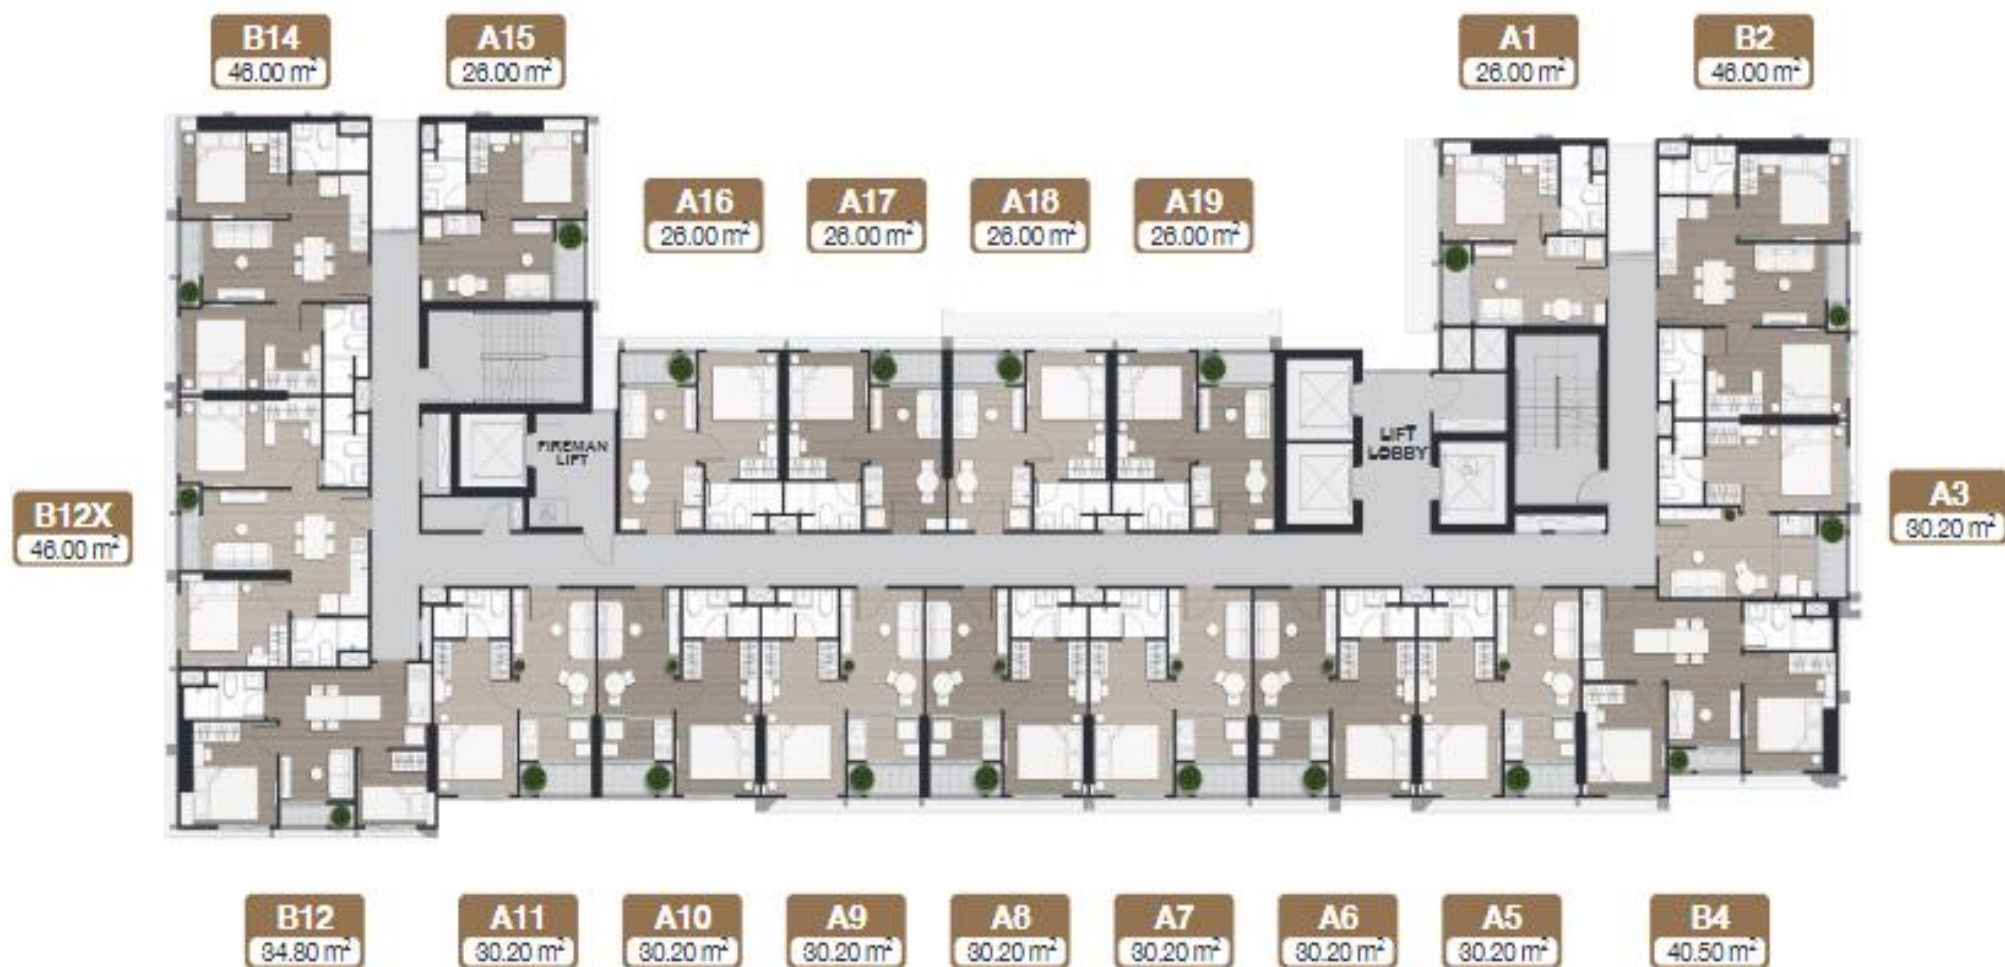 B14
46.00 m²
A15
26.00 m²
A1
26.00 m²
B2
46.00 m²
A16
26.00 m²
A17
26.00 m²
A18
26.00 m²
A19
26.00 m²
FIREMAN
LIFT
LIFT
LOBBY
B12X
46.00 m²
A3
30.20 m²
B12
34.80 m²
A11
30.20 m²
A10
30.20 m²
A9
30.20 m²
A8
30.20 m²
A7
30.20 m²
A6
30.20 m²
A5
30.20 m²
B4
40.50 m²